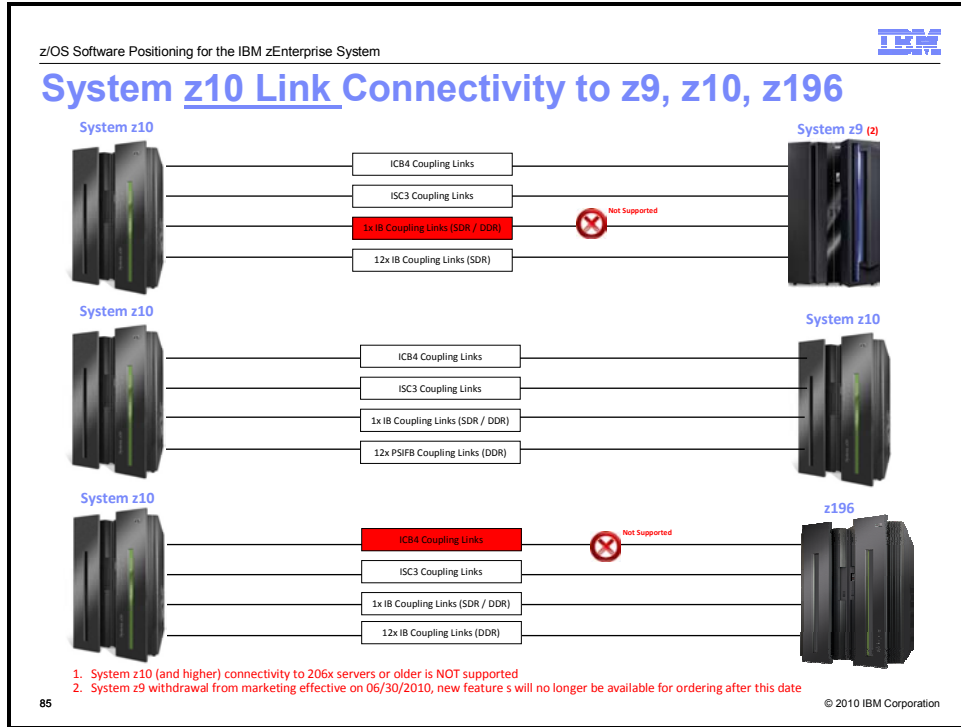 z/OS Software Positioning for the IBM zEnterprise System
IBM
System z10 Link Connectivity to z9, z10, z196
System z10
System z9 (2)
ICB4 Coupling Links
ISC3 Coupling Links
1x IB Coupling Links (SDR / DDR)
Not Supported
12x IB Coupling Links (SDR)
System z10
System z10
ICB4 Coupling Links
ISC3 Coupling Links
1x IB Coupling Links (SDR / DDR)
12x PSIFB Coupling Links (DDR)
System z10
z196
ICB4 Coupling Links
Not Supported
ISC3 Coupling Links
1x IB Coupling Links (SDR / DDR)
12x IB Coupling Links (DDR)
1. System z10 (and higher) connectivity to 206x servers or older is NOT supported
2. System z9 withdrawal from marketing effective on 06/30/2010, new feature s will no longer be available for ordering after this date
85
© 2010 IBM Corporation